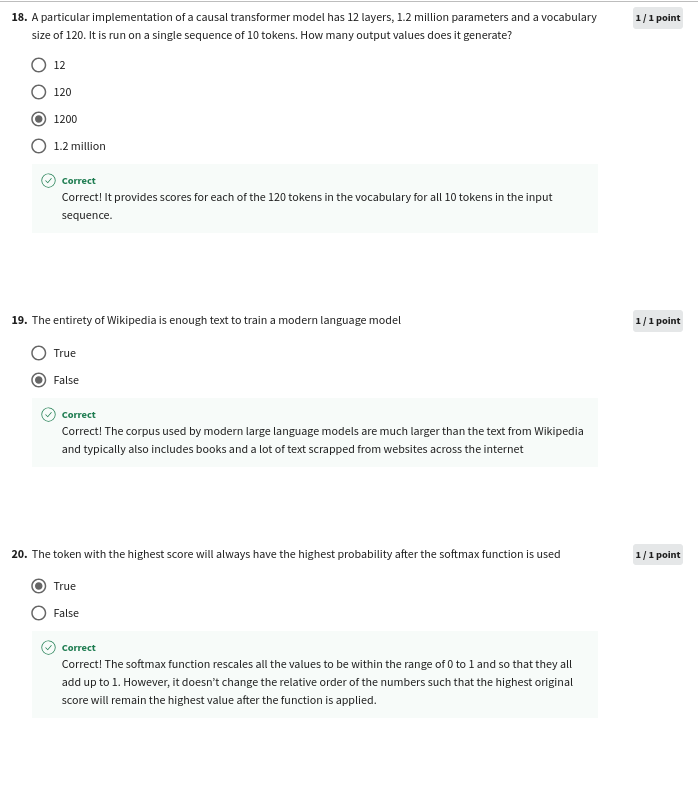 18. A particular implementation of a causal transformer model has 12 layers, 1.2 million parameters and a vocabulary
size of 120. It is run on a single sequence of 10 tokens. How many output values does it generate?
1 / 1 point
12
120
1200
1.2 million
Correct
Correct! It provides scores for each of the 120 tokens in the vocabulary for all 10 tokens in the input
sequence.
19. The entirety of Wikipedia is enough text to train a modern language model
1 / 1 point
True
False
Correct
Correct! The corpus used by modern large language models are much larger than the text from Wikipedia
and typically also includes books and a lot of text scrapped from websites across the internet
20. The token with the highest score will always have the highest probability after the softmax function is used
1 / 1 point
True
False
Correct
Correct! The softmax function rescales all the values to be within the range of 0 to 1 and so that they all
add up to 1. However, it doesn't change the relative order of the numbers such that the highest original
score will remain the highest value after the function is applied.